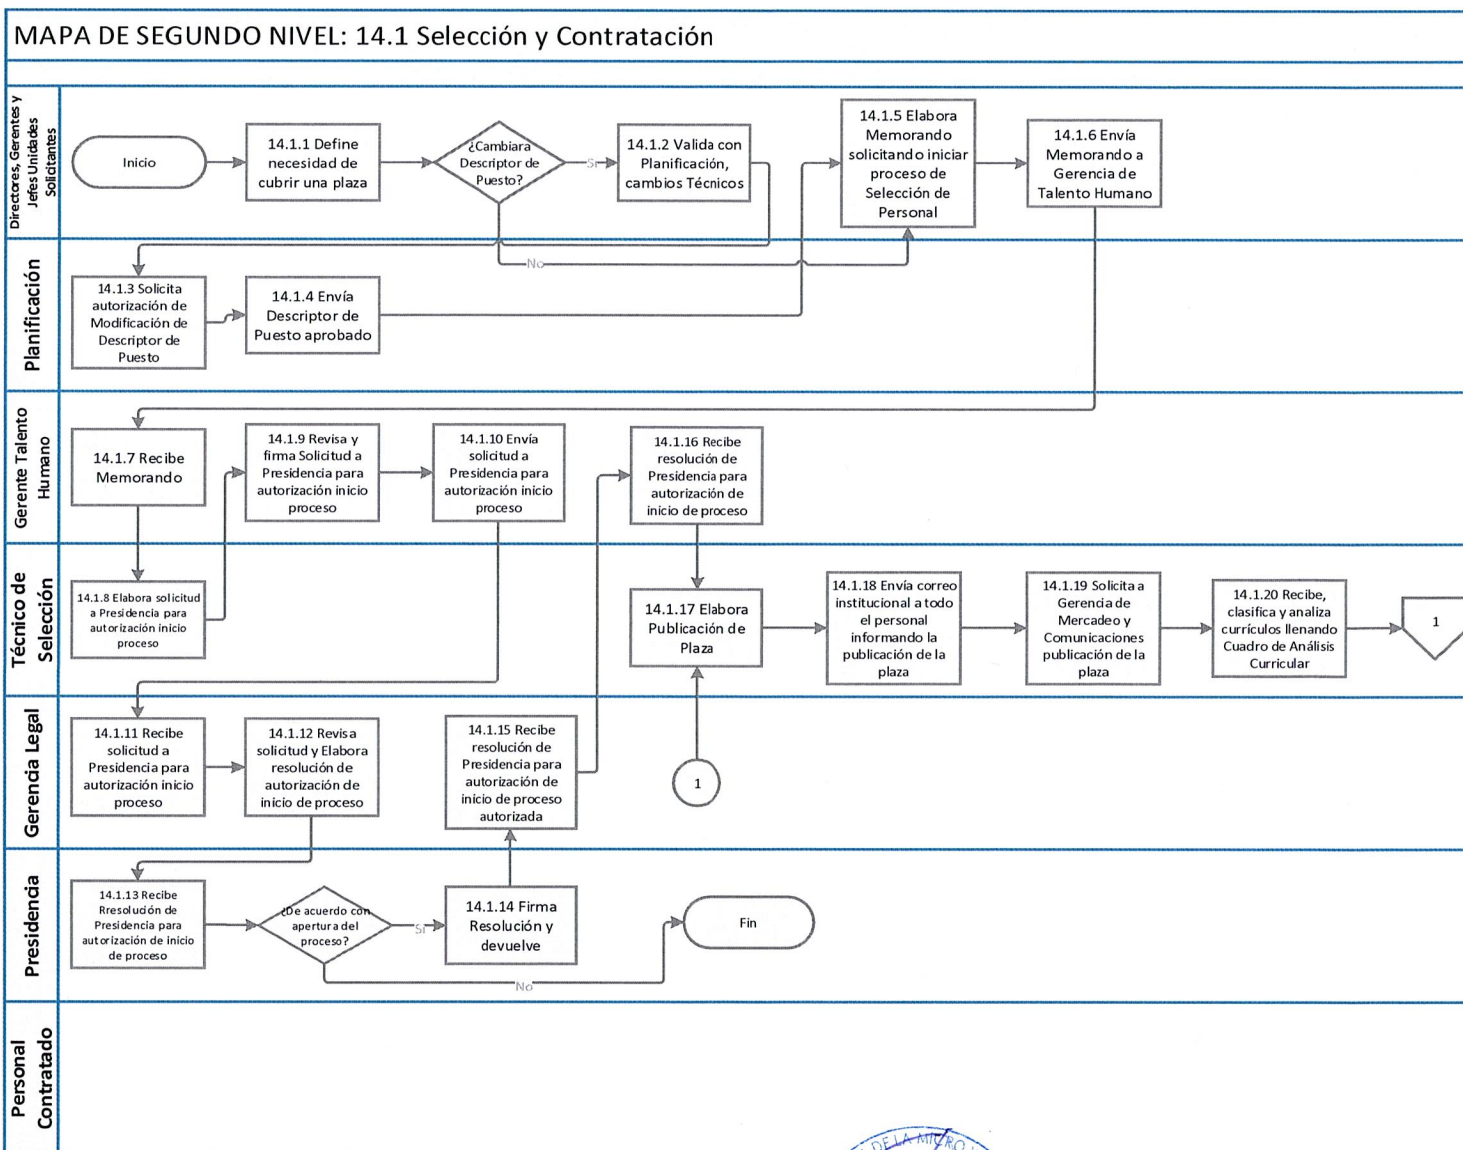 MAPA DE SEGUNDO NIVEL: 14.1 Selección y Contratación
Directores, Gerentes y
Jefes Unidades
Solicitantes
Inicio
14.1.1 Define
necesidad de
cubrir una plaza
¿Cambiara
Descriptor de
Puesto?
Si
14.1.2 Valida con
Planificación,
cambios Técnicos
14.1.5 Elabora
Memorando
solicitando iniciar
proceso de
Selección de
Personal
14.1.6 Envía
Memorando a
Gerencia de
Talento Humano
No
Planificación
14.1.3 Solicita
autorización de
Modificación de
Descriptor de
Puesto
14.1.4 Envía
Descriptor de
Puesto aprobado
Gerente Talento
Humano
14.1.7 Recibe
Memorando
14.1.9 Revisa y
firma Solicitud a
Presidencia para
autorización inicio
proceso
14.1.10 Envía
solicitud a
Presidencia para
autorización inicio
proceso
14.1.16 Recibe
resolución de
Presidencia para
autorización de
inicio de proceso
Técnico de
Selección
14.1.8 Elabora solicitud
a Presidencia para
autorización inicio
proceso
14.1.17 Elabora
Publicación de
Plaza
14.1.18 Envía correo
institucional a todo
el personal
informando la
publicación de la
plaza
14.1.19 Solicita a
Gerencia de
Mercadeo y
Comunicaciones
publicación de la
plaza
14.1.20 Recibe,
clasifica y analiza
currículos llenando
Cuadro de Análisis
Curricular
1
Gerencia Legal
14.1.11 Recibe
solicitud a
Presidencia para
autorización inicio
proceso
14.1.12 Revisa
solicitud y Elabora
resolución de
autorización de
inicio de proceso
14.1.15 Recibe
resolución de
Presidencia para
autorización de
inicio de proceso
autorizada
1
Presidencia
14.1.13 Recibe
Rresolución de
Presidencia para
autorización de inicio
de proceso
¿De acuerdo con
apertura del
proceso?
Si
14.1.14 Firma
Resolución y
devuelve
No
Fin
Personal
Contratado
DE LA MICRO